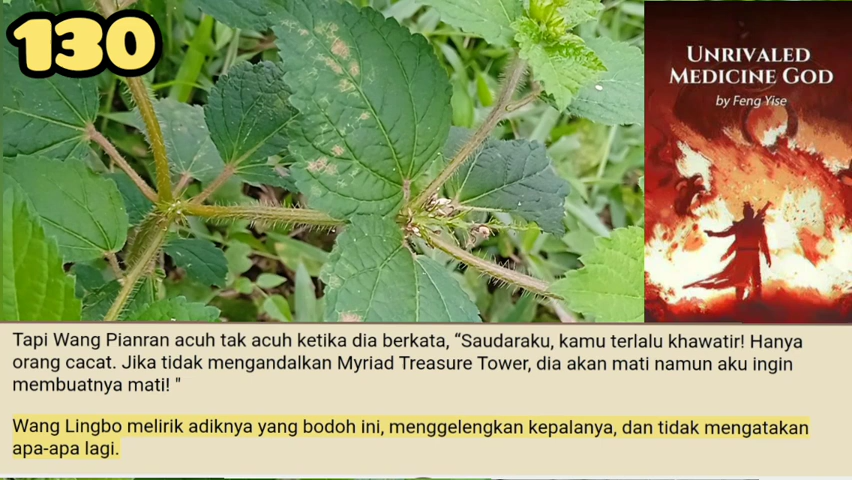 130
UNRIVALED
MEDICINE GOD
by Feng Yise
Tapi Wang Pianran acuh tak acuh ketika dia berkata, “Saudaraku, kamu terlalu khawatir! Hanya
orang cacat. Jika tidak mengandalkan Myriad Treasure Tower, dia akan mati namun aku ingin
membuatnya mati! "
Wang Lingbo melirik adiknya yang bodoh ini, menggelengkan kepalanya, dan tidak mengatakan
apa-apa lagi.